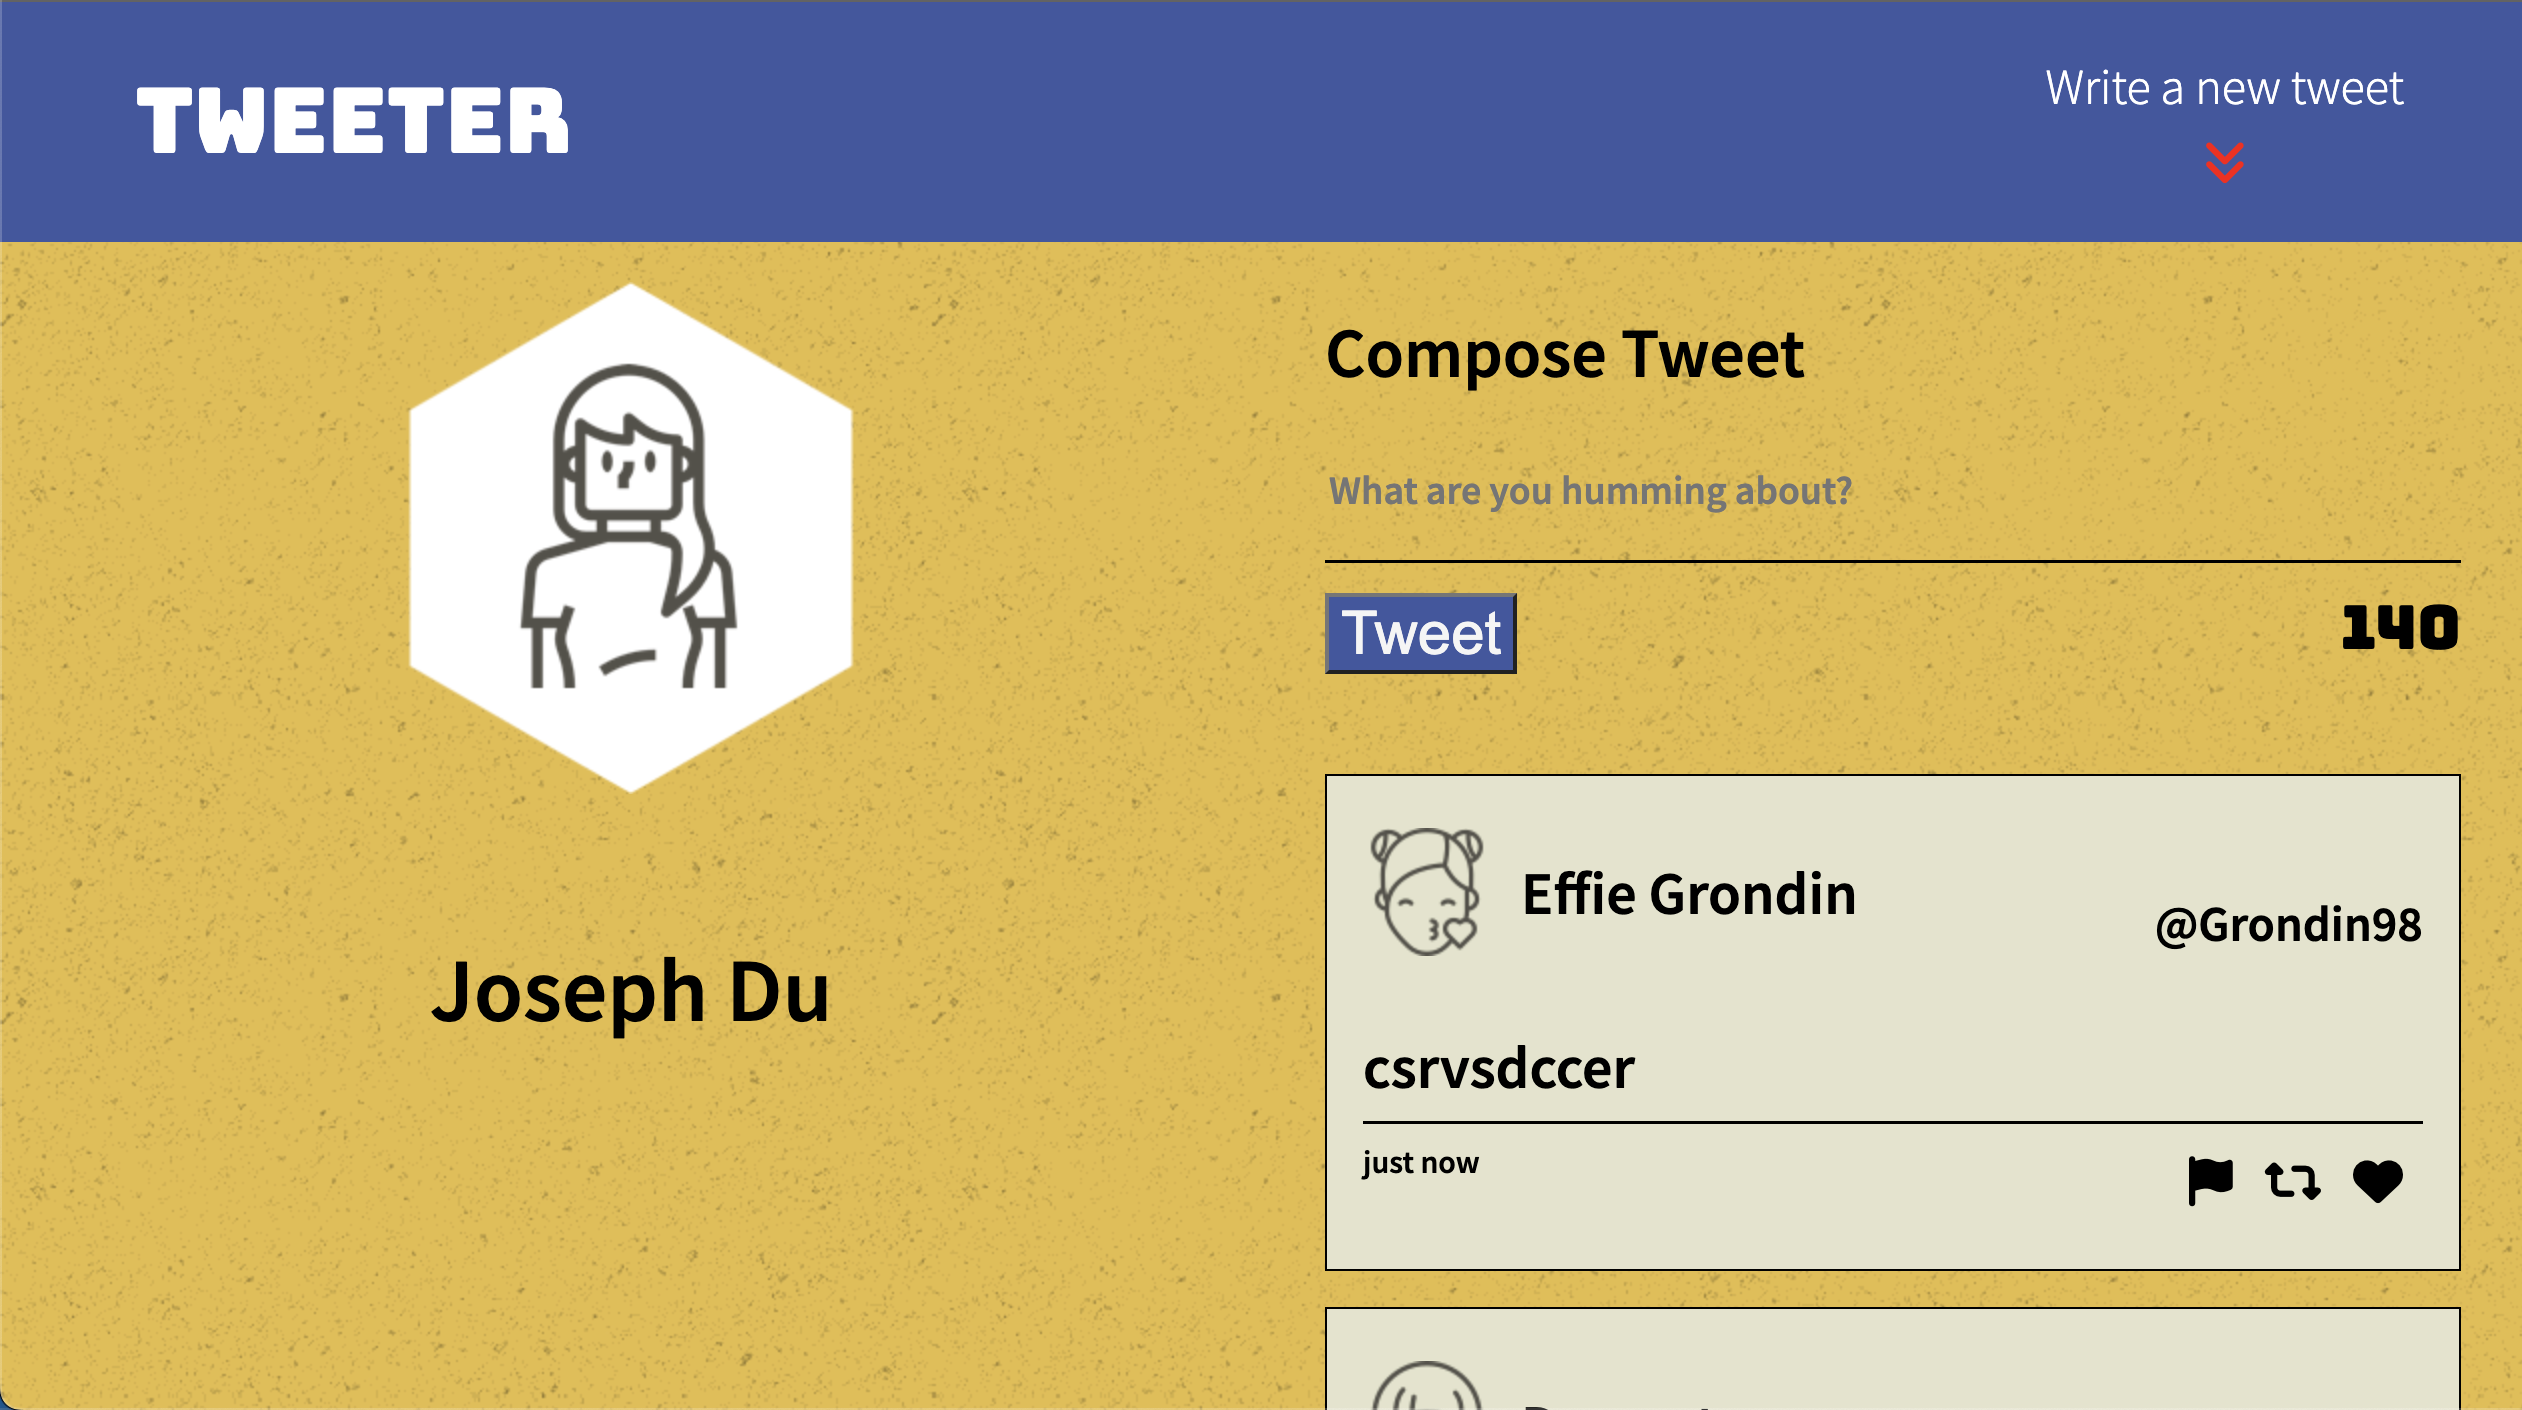 TWEETER
Write a new tweet
Joseph Du
Compose Tweet
What are you humming about?
Tweet
140
Effie Grondin
@Grondin98
csrvsdccer
just now